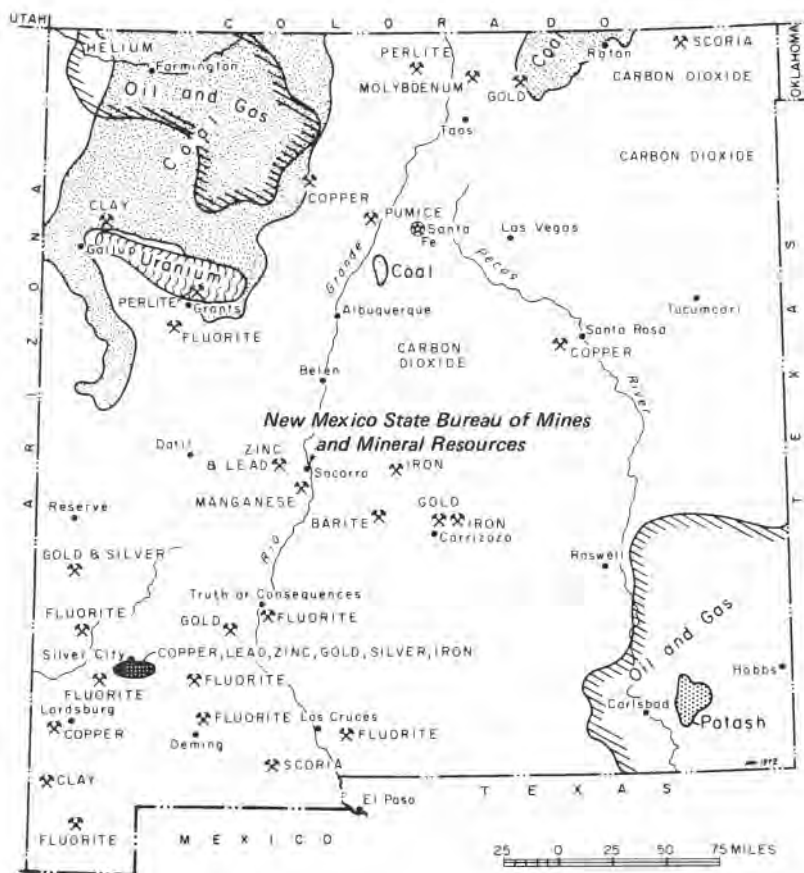 UTAH
C O L O R A D O
OKLAHOMA
HELIUM
Farmington
Oil and Gas
Coal
PERLITE
MOLYBDENUM
GOLD
Coal
Raton
SCORIA
CARBON DIOXIDE
Taos
CARBON DIOXIDE
COPPER
CLAY
PUMICE
Santa
Fe
Las Vegas
Gallup
Uranium
Grande
Coal
Pecos
PERLITE
Grants
FLUORITE
Albuquerque
Tucumcari
Santa Rosa
COPPER
CARBON
DIOXIDE
Belen
River
A R I Z O N A
T E X A S
New Mexico State Bureau of Mines
and Mineral Resources
Datil
ZINC
& LEAD
Socorro
IRON
MANGANESE
Reserve
BARITE
GOLD
IRON
Carrizozo
Rio
GOLD & SILVER
Roswell
Truth or Consequences
FLUORITE
FLUORITE
GOLD
Oil and Gas
Silver City
COPPER, LEAD, ZINC, GOLD, SILVER, IRON
FLUORITE
FLUORITE
Hobbs
Lordsburg
COPPER
FLUORITE
Las Cruces
FLUORITE
Deming
Carlsbad
Potash
SCORIA
CLAY
El Paso
T E X A S
FLUORITE
M E X I C O
25 0 25 50 75 MILES